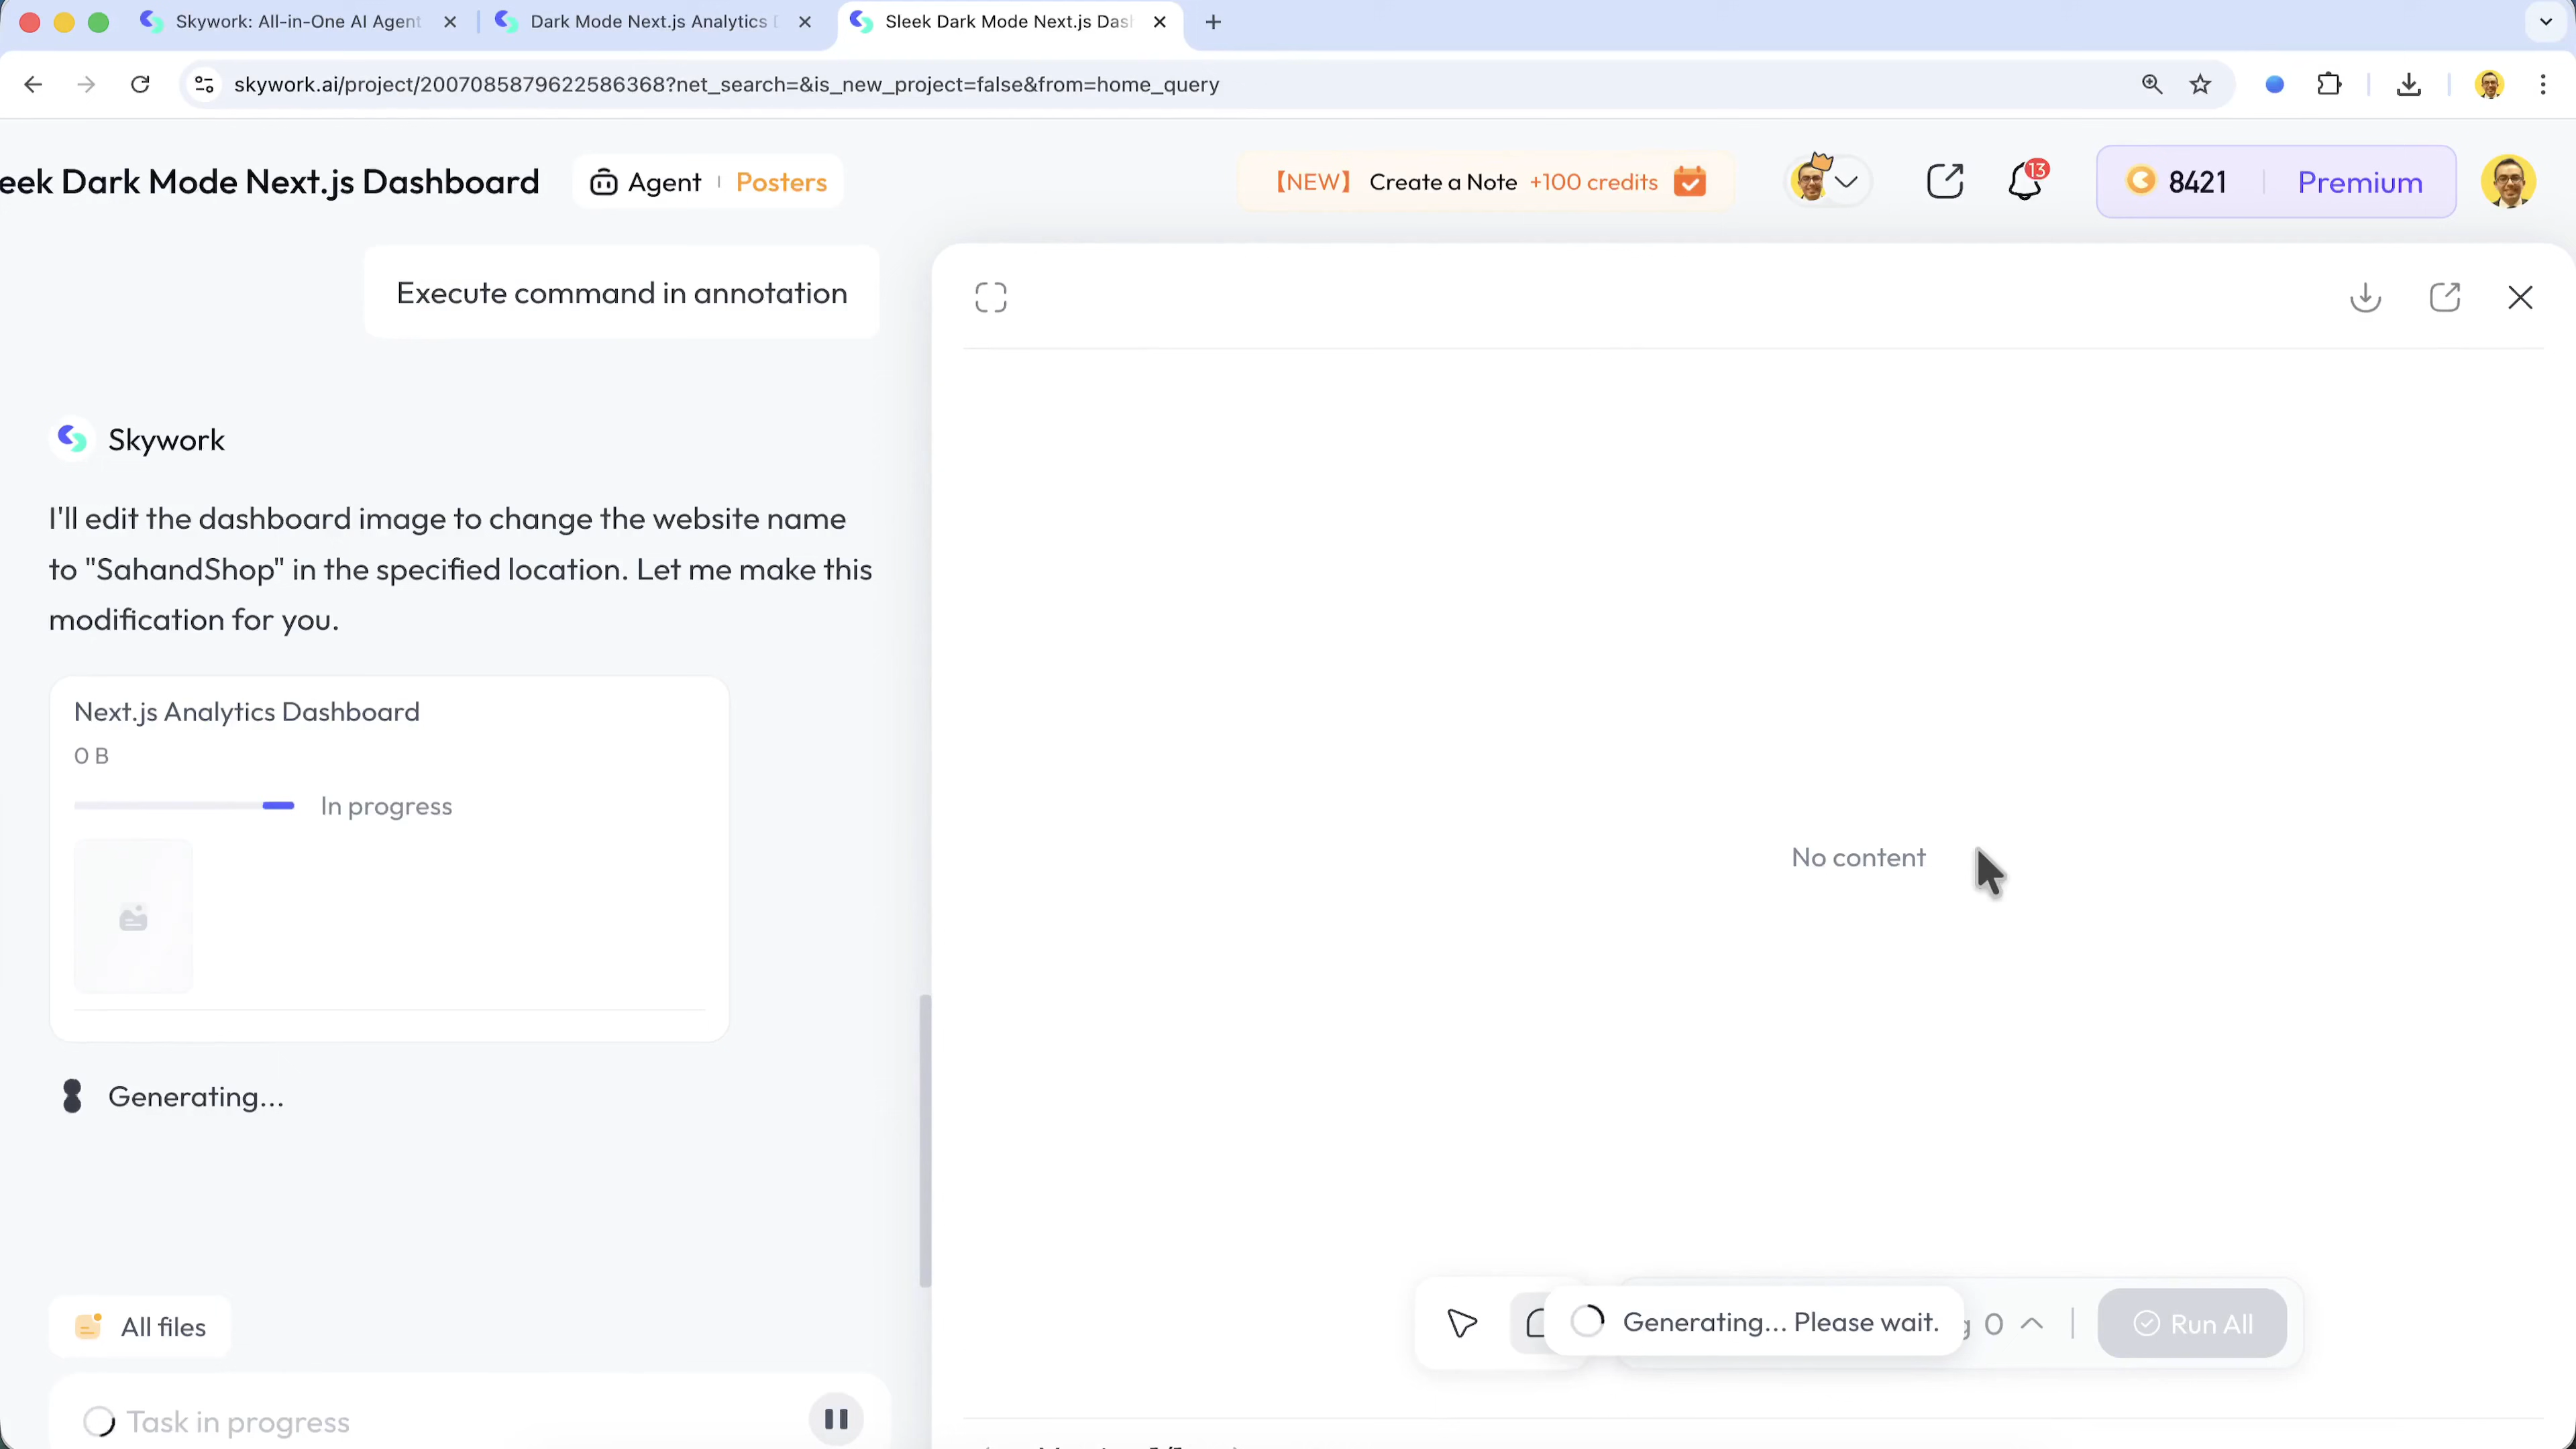 Skywork: All-in-One AI Agent
Dark Mode Next.js Analytics
Sleek Dark Mode Next.js Das
skywork.ai/project/2007085879622586368?net_search=&is_new_project=false&from=home_query
eek Dark Mode Next.js Dashboard
Agent
Posters
【NEW】 Create a Note +100 credits
13
8421
Premium
Execute command in annotation
Skywork
I'll edit the dashboard image to change the website name
to "SahandShop" in the specified location. Let me make this
modification for you.
Next.js Analytics Dashboard
0 B
In progress
Generating...
All files
Task in progress
No content
Generating... Please wait.
0
Run All